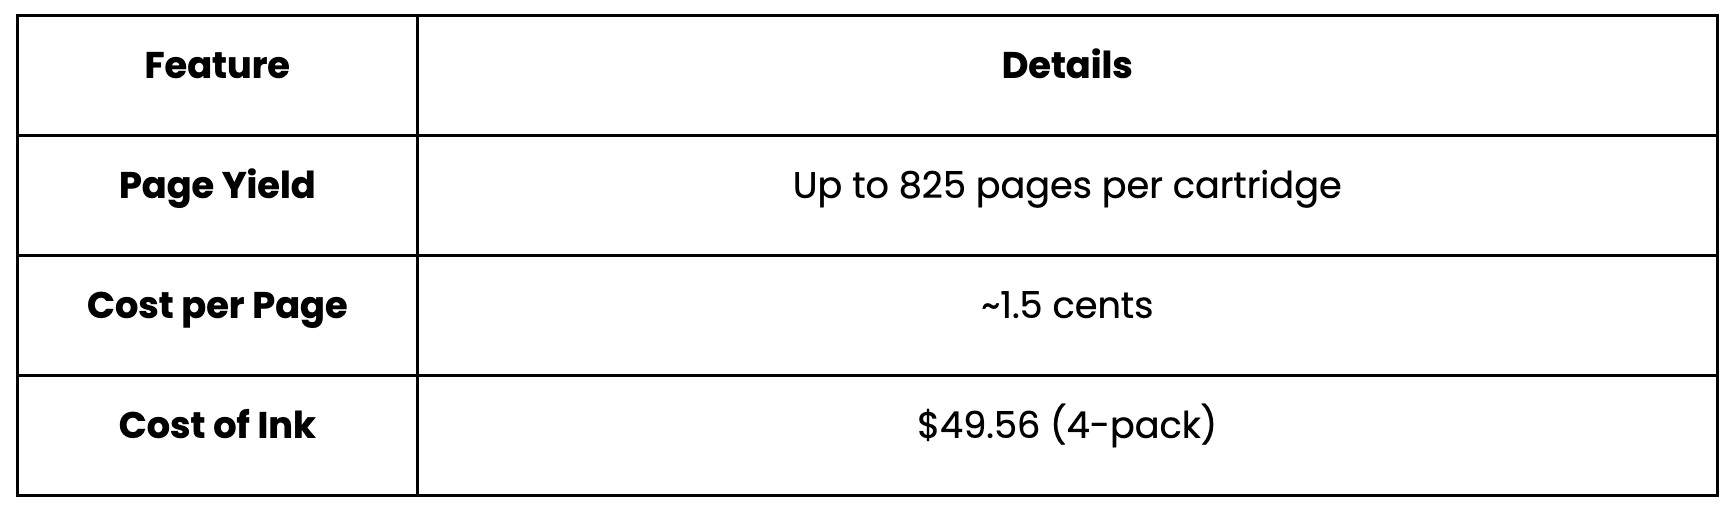 Feature Details
Page Yield Up to 825 pages per cartridge
Cost per Page ~1.5 cents
Cost of Ink $49.56 (4-pack)